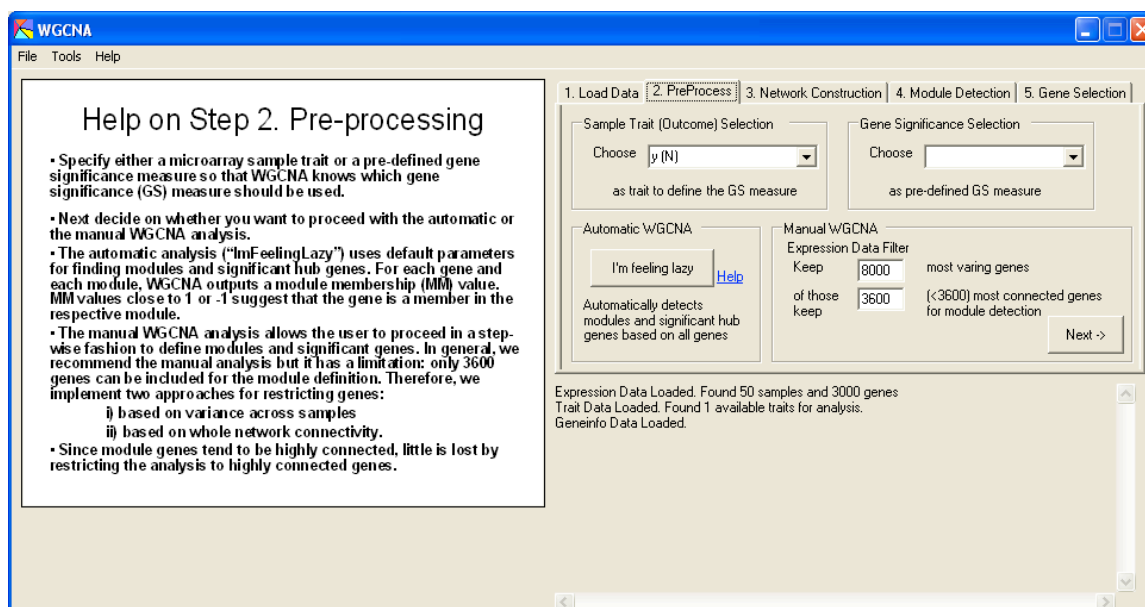 WGCNA
File Tools Help
Help on Step 2. Pre-processing
• Specify either a microarray sample trait or a pre-defined gene
significance measure so that WGCNA knows which gene
significance (GS) measure should be used.
• Next decide on whether you want to proceed with the automatic or
the manual WGCNA analysis.
• The automatic analysis (“ImFeelingLazy”) uses default parameters
for finding modules and significant hub genes. For each gene and
each module, WGCNA outputs a module membership (MM) value.
MM values close to 1 or -1 suggest that the gene is a member in the
respective module.
• The manual WGCNA analysis allows the user to proceed in a step-
wise fashion to define modules and significant genes. In general, we
recommend the manual analysis but it has a limitation: only 3600
genes can be included for the module definition. Therefore, we
implement two approaches for restricting genes:
i) based on variance across samples
ii) based on whole network connectivity.
• Since module genes tend to be highly connected, little is lost by
restricting the analysis to highly connected genes.
1. Load Data 2. PreProcess 3. Network Construction 4. Module Detection 5. Gene Selection
Sample Trait (Outcome) Selection
Choose y (N)
as trait to define the GS measure
Gene Significance Selection
Choose
as pre-defined GS measure
Automatic WGCNA
I'm feeling lazy
Help
Automatically detects
modules and significant hub
genes based on all genes
Manual WGCNA
Expression Data Filter
Keep 8000 most varing genes
of those 3600 (<3600) most connected genes
keep for module detection
Next ->
Expression Data Loaded. Found 50 samples and 3000 genes
Trait Data Loaded. Found 1 available traits for analysis.
Geneinfo Data Loaded.